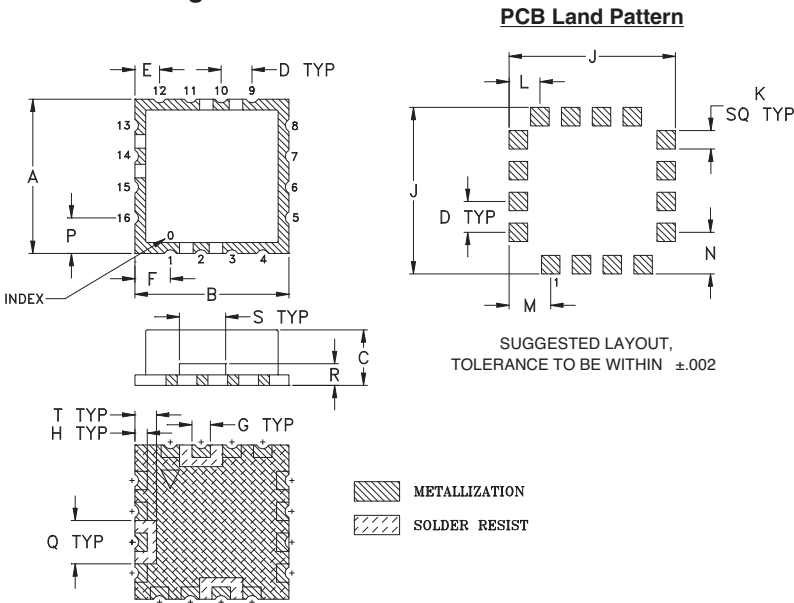 PCB Land Pattern
E
D TYP
12 11 10 9
13
14
15
16
8
7
6
5
A
P
0
1 2 3 4
F
B
INDEX
S TYP
C
R
T TYP
H TYP
G TYP
Q TYP
J
L
K
SQ TYP
J
D TYP
N
1
M
SUGGESTED LAYOUT,
TOLERANCE TO BE WITHIN ±.002
METALLIZATION
SOLDER RESIST